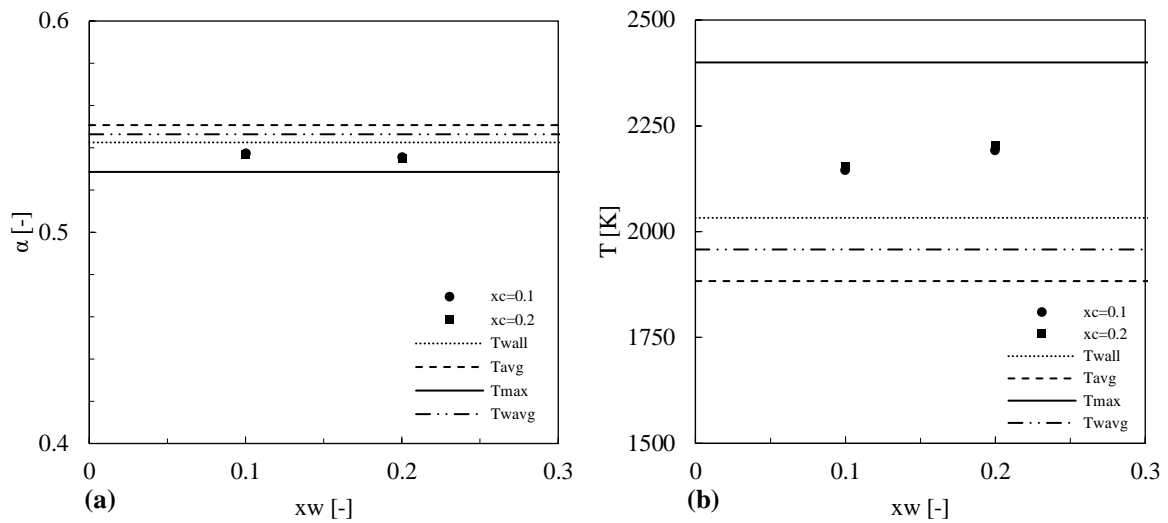 0.6
0.5
0.4
α [-]
0
0.1
0.2
0.3
xw [-]
(a)
xc=0.1
xc=0.2
Twall
Tavg
Tmax
Twavg
2500
2250
2000
1750
1500
T [K]
0
0.1
0.2
0.3
xw [-]
(b)
xc=0.1
xc=0.2
Twall
Tavg
Tmax
Twavg